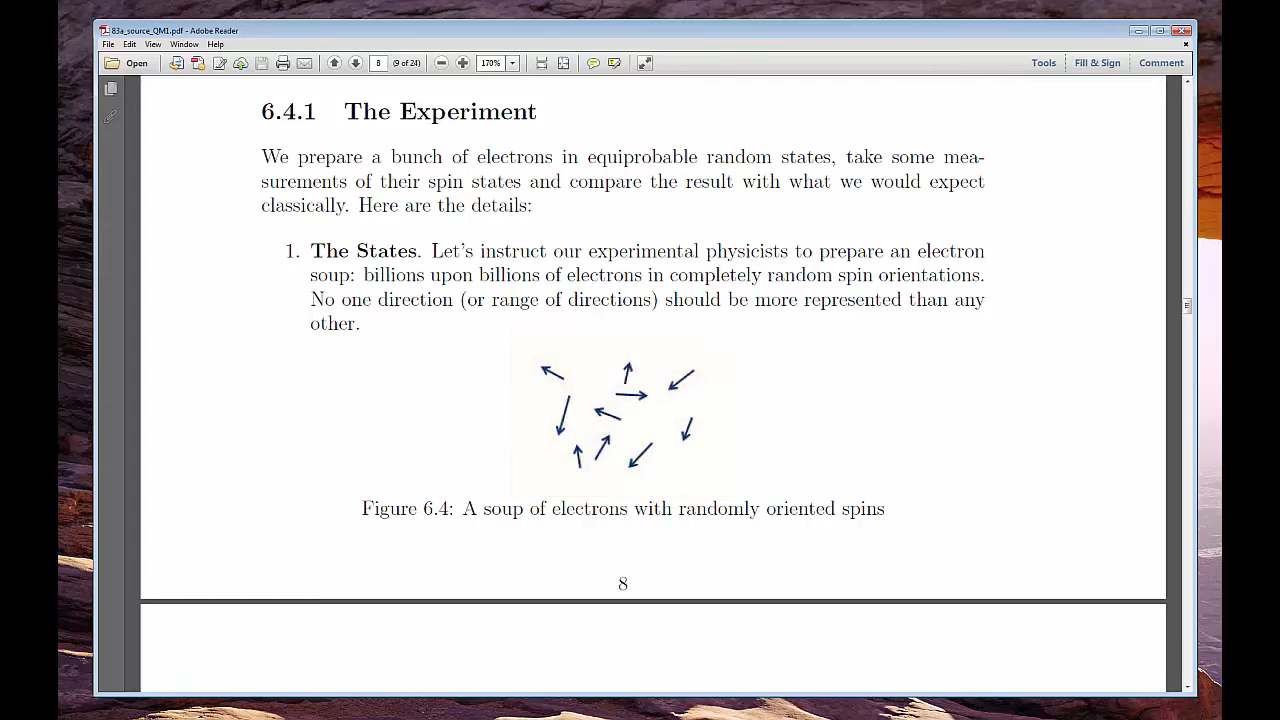 83a_source_QM1.pdf - Adobe Reader
File Edit View Window Help
Open 8 (9 of 24) 170% Tools Fill & Sign Comment
6.4.1 The Experiment
We prepare a bunch of electrons in equiprobable random states, take some mea-
surements of their spin states and compare the result with what we would expect
classically. Here are the details:
1. The States. Let's instruct our experimental physicist to prepare an electron
soup: billions upon billions of electrons in completely random spin orientations.
No one direction (or range of directions) should be more represented than any
other.
Figure 6.4: A soup of electrons with randomly oriented spins
8